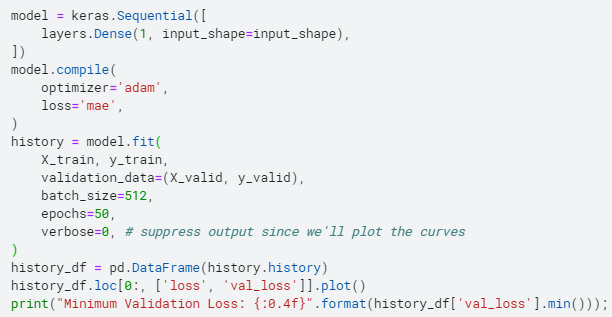 model = keras.Sequential([
    layers.Dense(1, input_shape=input_shape),
])
model.compile(
    optimizer='adam',
    loss='mae',
)
history = model.fit(
    X_train, y_train,
    validation_data=(X_valid, y_valid),
    batch_size=512,
    epochs=50,
    verbose=0, # suppress output since we'll plot the curves
)
history_df = pd.DataFrame(history.history)
history_df.loc[0:, ['loss', 'val_loss']].plot()
print("Minimum Validation Loss: {:0.4f}".format(history_df['val_loss'].min()));